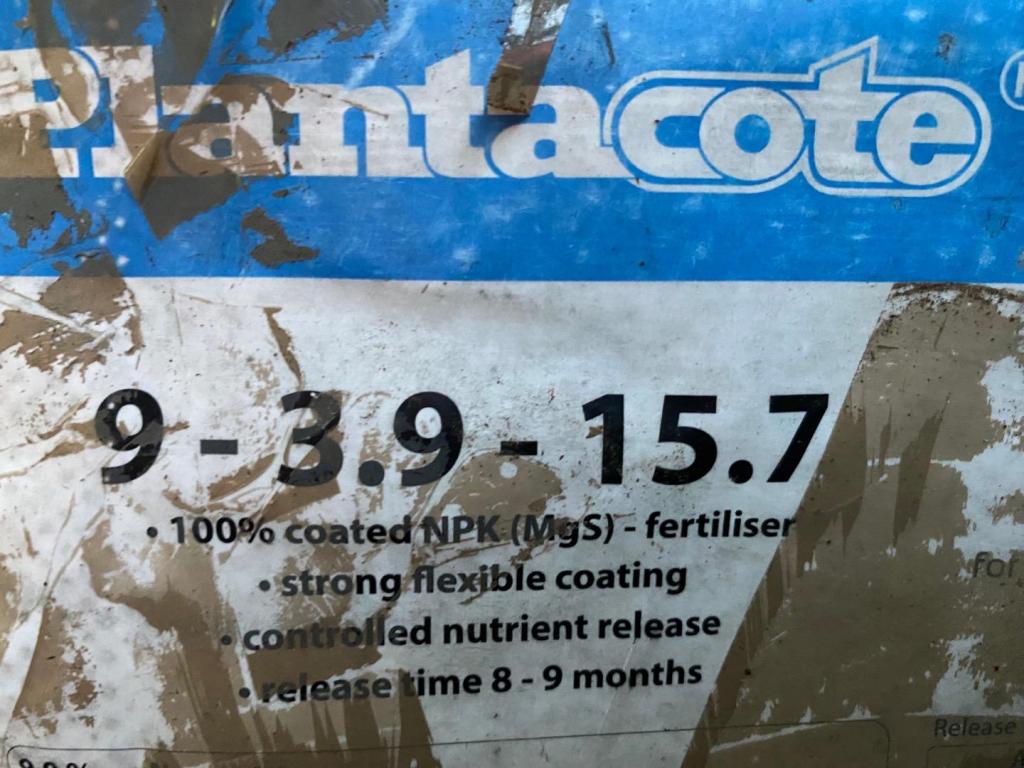 Plantacote
9 - 3.9 - 15.7
• 100% coated NPK (MgS) - fertiliser
• strong flexible coating
• controlled nutrient release
• release time 8 - 9 months
for
Release